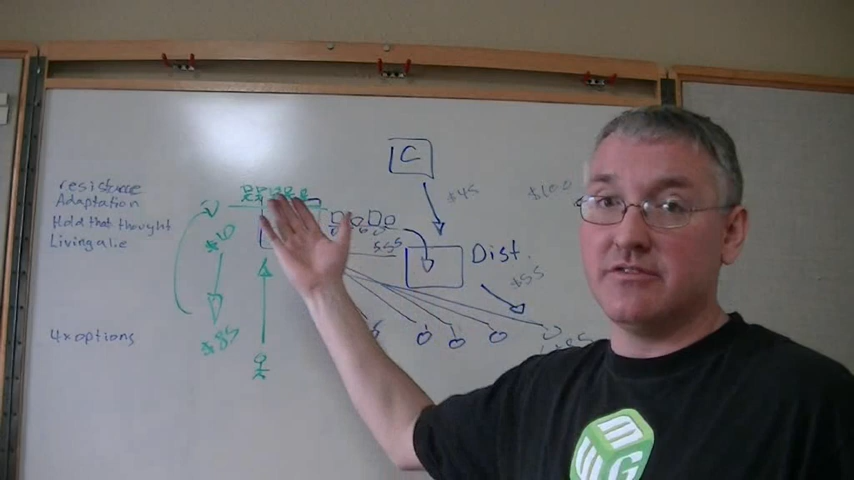 C
$45
$100
resistance
Adaptation
Hold that thought
Living a lie
$10
$$$
Dist.
$55
4x options
$85
G